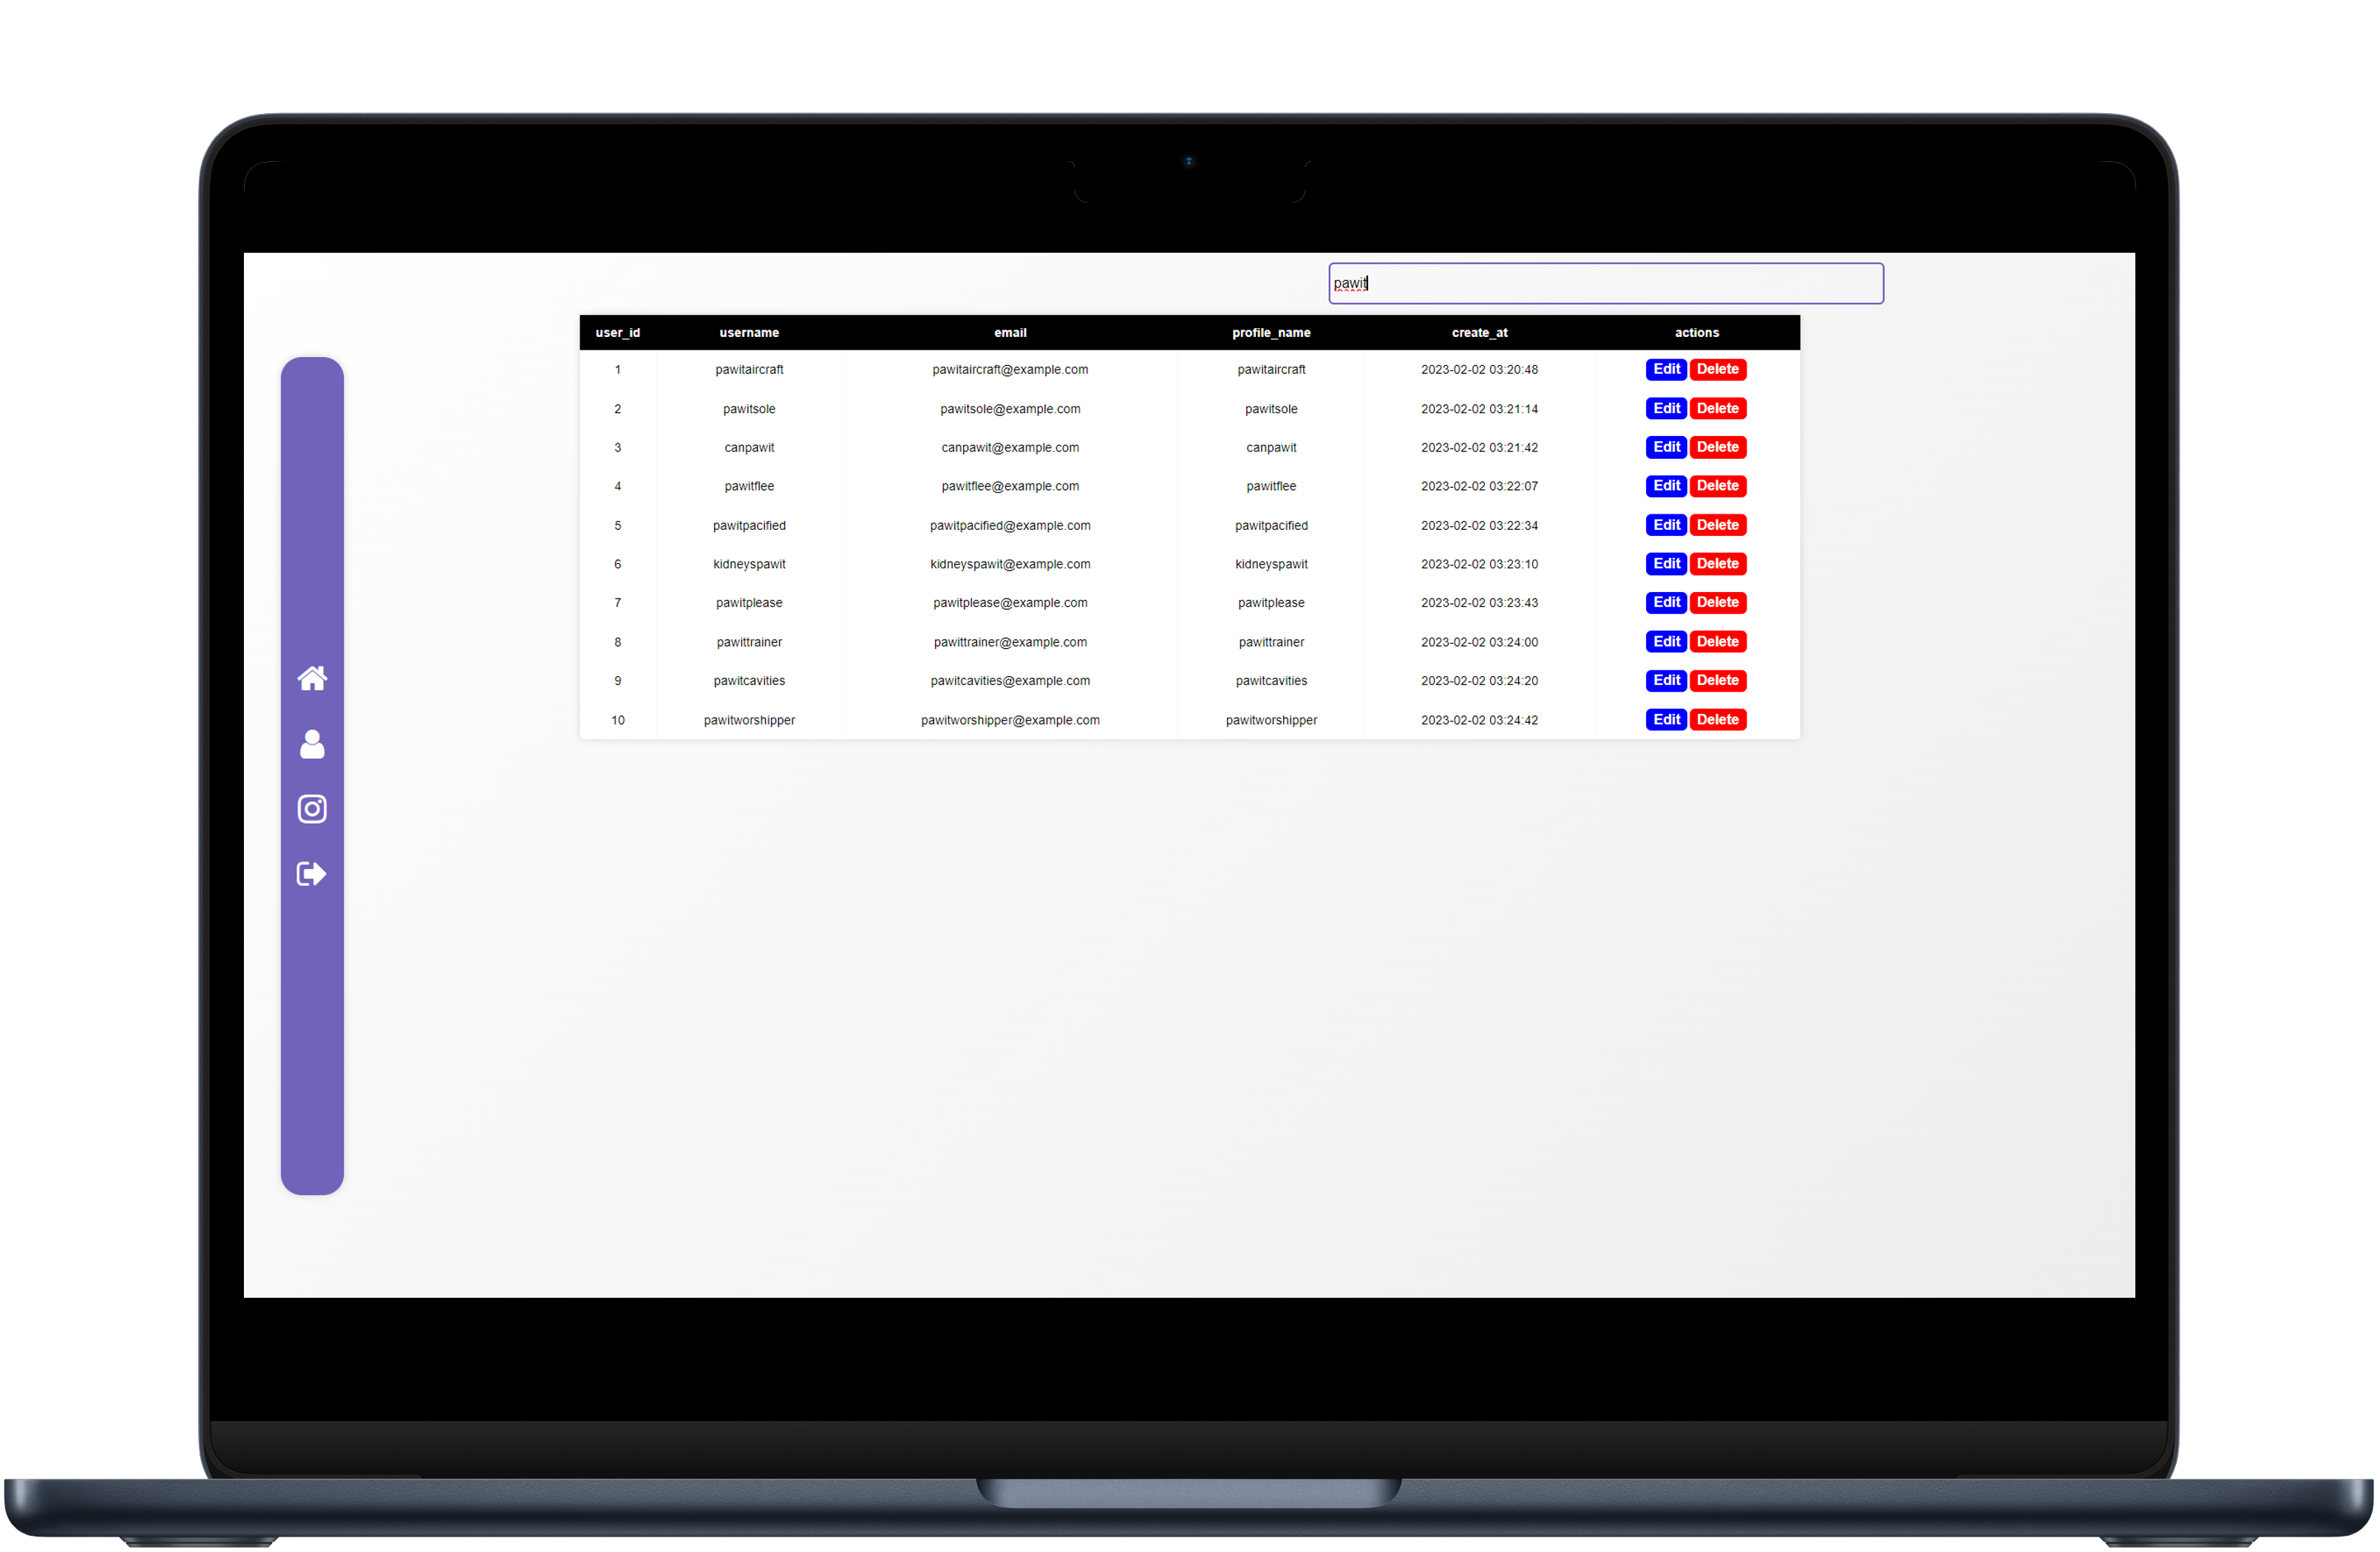 pawit
user_id username email profile_name create_at actions
1 pawitaircraft pawitaircraft@example.com pawitaircraft 2023-02-02 03:20:48 Edit Delete
2 pawitsole pawitsole@example.com pawitsole 2023-02-02 03:21:14 Edit Delete
3 canpawit canpawit@example.com canpawit 2023-02-02 03:21:42 Edit Delete
4 pawitflee pawitflee@example.com pawitflee 2023-02-02 03:22:07 Edit Delete
5 pawitpacified pawitpacified@example.com pawitpacified 2023-02-02 03:22:34 Edit Delete
6 kidneyspawit kidneyspawit@example.com kidneyspawit 2023-02-02 03:23:10 Edit Delete
7 pawitplease pawitplease@example.com pawitplease 2023-02-02 03:23:43 Edit Delete
8 pawittrainer pawittrainer@example.com pawittrainer 2023-02-02 03:24:00 Edit Delete
9 pawitcavities pawitcavities@example.com pawitcavities 2023-02-02 03:24:20 Edit Delete
10 pawitworshipper pawitworshipper@example.com pawitworshipper 2023-02-02 03:24:42 Edit Delete